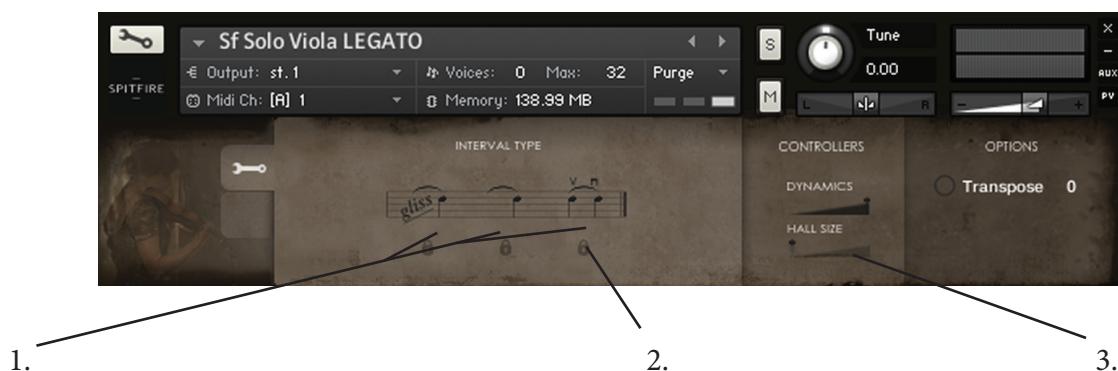 Sf Solo Viola LEGATO
S
Tune
0.00
×
-
AUX
PV
Output: st.1
Voices: 0 Max: 32
Purge
SPITFIRE
Midi Ch: [A] 1
Memory: 138.99 MB
M
L R
- +
INTERVAL TYPE
CONTROLLERS
OPTIONS
DYNAMICS
Transpose 0
gliss
HALL SIZE
1.
2.
3.